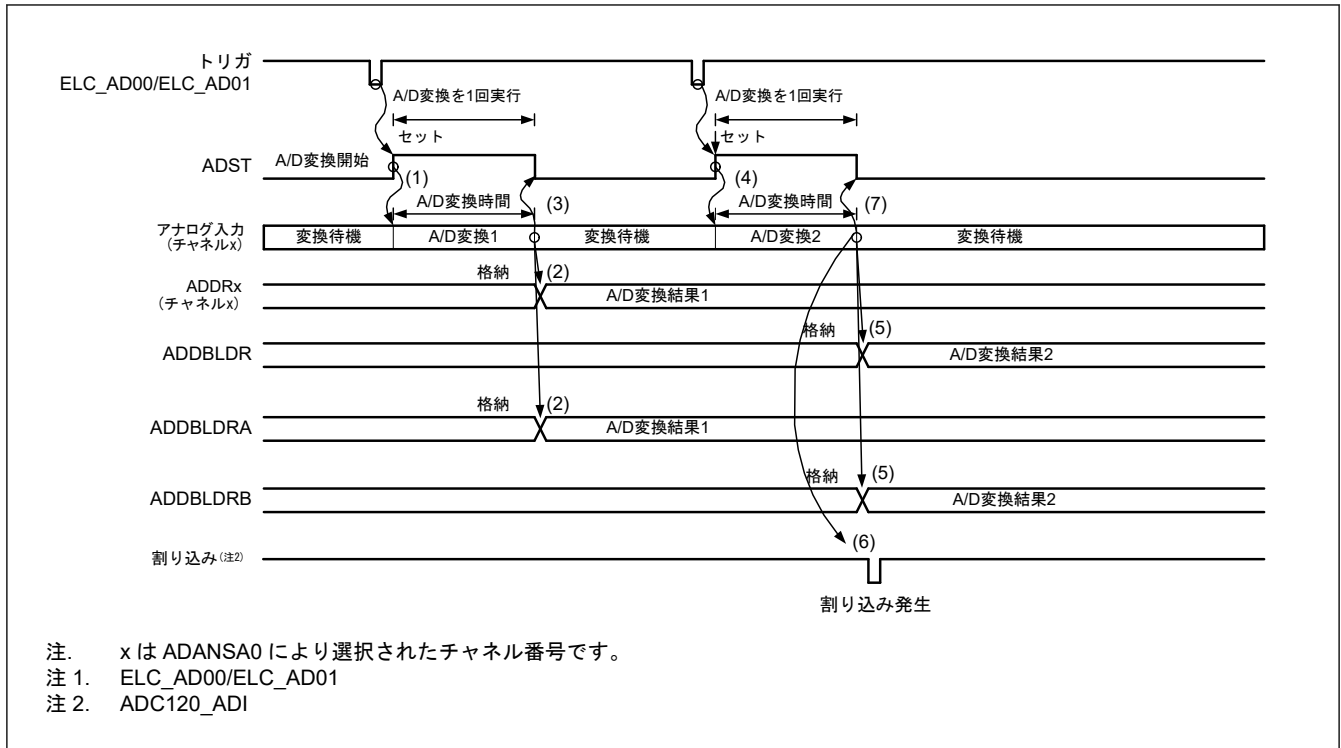 トリガ
ELC_AD00/ELC_AD01
A/D変換を1回実行
A/D変換を1回実行
セット
セット
ADST
A/D変換開始
(1)
(4)
A/D変換時間
(3)
A/D変換時間
(7)
アナログ入力
(チャネルx)
変換待機
A/D変換1
変換待機
A/D変換2
変換待機
格納
(2)
ADDRx
(チャネルx)
A/D変換結果1
格納
(5)
ADDBLDR
A/D変換結果2
格納
(2)
ADDBLDRA
A/D変換結果1
格納
(5)
ADDBLDRB
A/D変換結果2
(6)
割り込み(注2)
割り込み発生
注. x は ADANSA0 により選択されたチャネル番号です。
注 1. ELC_AD00/ELC_AD01
注 2. ADC120_ADI